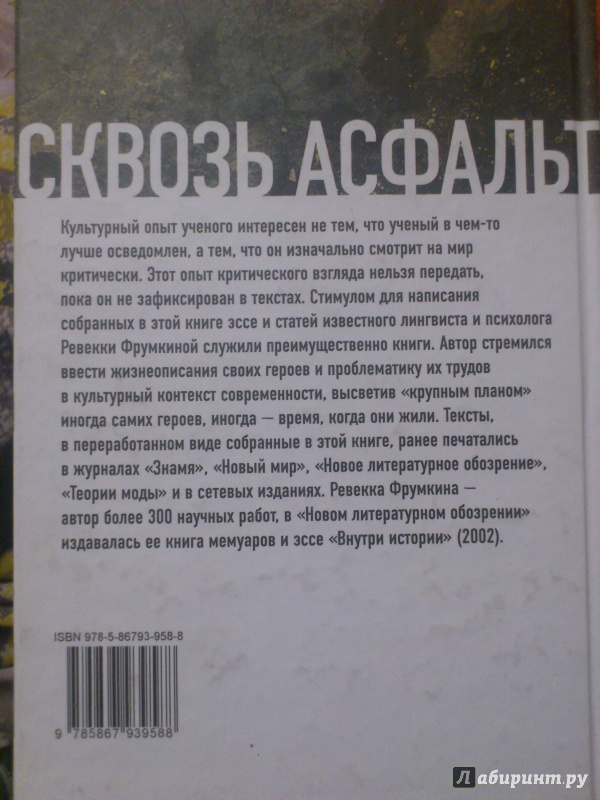 СКВОЗЬ АСФАЛЬТ
Культурный опыт ученого интересен не тем, что ученый в чем-то
лучше осведомлен, а тем, что он изначально смотрит на мир
критически. Этот опыт критического взгляда нельзя передать,
пока он не зафиксирован в текстах. Стимулом для написания
собранных в этой книге эссе и статей известного лингвиста и психолога
Ревекки Фрумкиной служили преимущественно книги. Автор стремился
ввести жизнеописания своих героев и проблематику их трудов
в культурный контекст современности, высветив «крупным планом»
иногда самих героев, иногда — время, когда они жили. Тексты,
в переработанном виде собранные в этой книге, ранее печатались
в журналах «Знамя», «Новый мир», «Новое литературное обозрение»,
«Теории моды» и в сетевых изданиях. Ревекка Фрумкина —
автор более 300 научных работ, в «Новом литературном обозрении»
издавалась ее книга мемуаров и эссе «Внутри истории» (2002).
ISBN 978-5-86793-958-8
9 785867 939588
лабиринт.ру